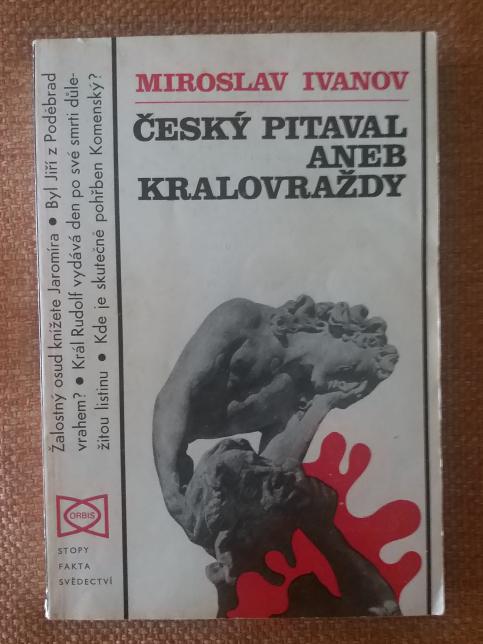 MIROSLAV IVANOV
ČESKÝ PITAVAL
ANEB
KRALOVRAŽDY
Žalostný osud knížete Jaromíra • Byl Jiří z Poděbrad
vrahem? • Král Rudolf vydává den po své smrti důle-
žitou listinu • Kde je skutečně pohřben Komenský?
ORBIS
STOPY
FAKTA
SVĚDECTVÍ